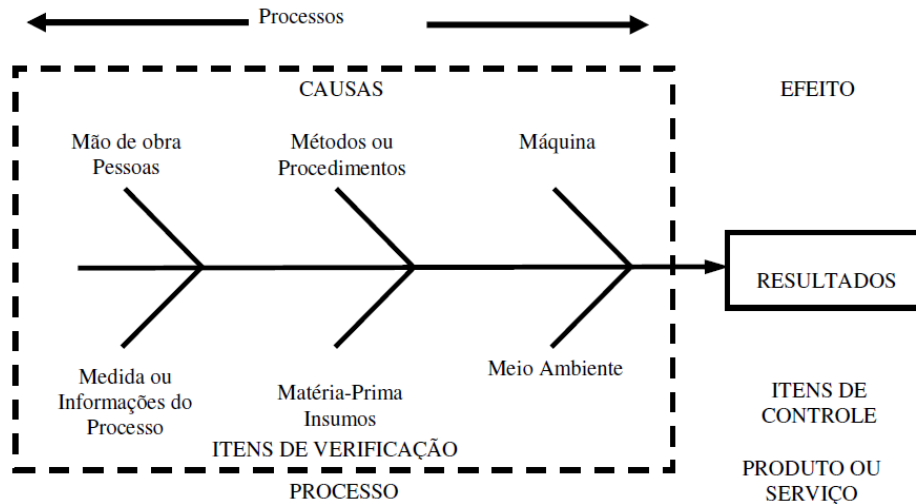 Processos
CAUSAS
EFEITO
Mão de obra
Pessoas
Métodos ou
Procedimentos
Máquina
RESULTADOS
Medida ou
Informações do
Processo
Matéria-Prima
Insumos
Meio Ambiente
ITENS DE VERIFICAÇÃO
ITENS DE
CONTROLE
PROCESSO
PRODUTO OU
SERVIÇO